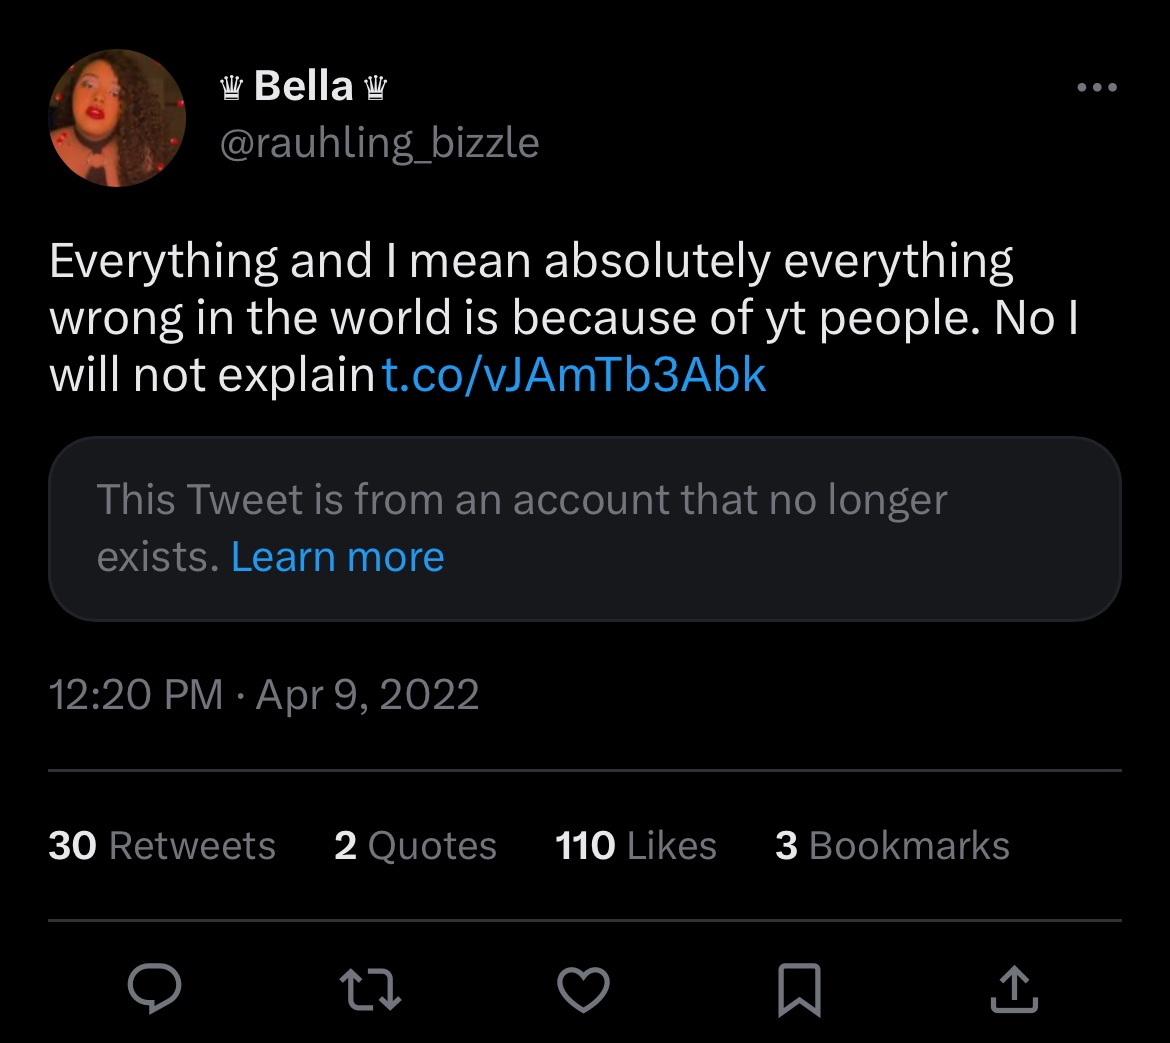 ♛ Bella ♛
@rauhling_bizzle
Everything and I mean absolutely everything
wrong in the world is because of yt people. No I
will not explain t.co/vJAmTb3Abk
This Tweet is from an account that no longer
exists. Learn more
12:20 PM · Apr 9, 2022
30 Retweets 2 Quotes 110 Likes 3 Bookmarks